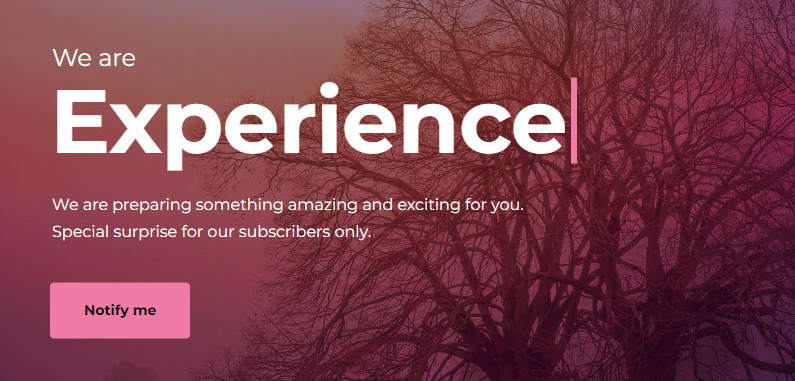 We are
Experience
We are preparing something amazing and exciting for you.
Special surprise for our subscribers only.
Notify me